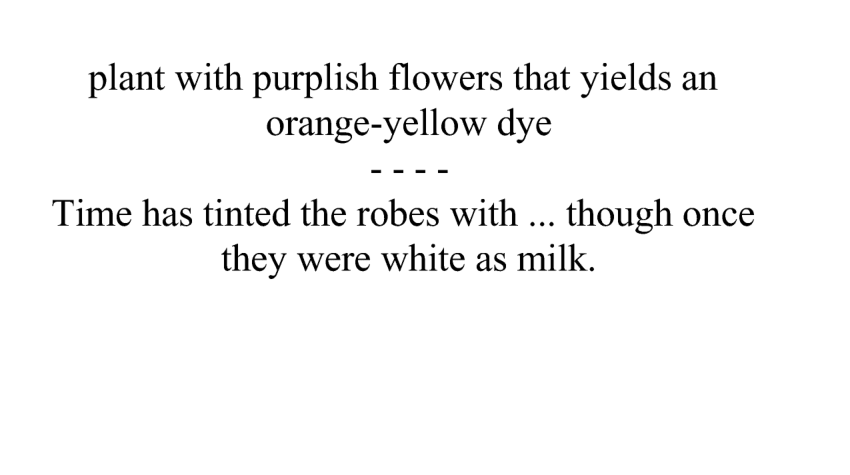 plant with purplish flowers that yields an
orange-yellow dye
- - - -
Time has tinted the robes with ... though once
they were white as milk.